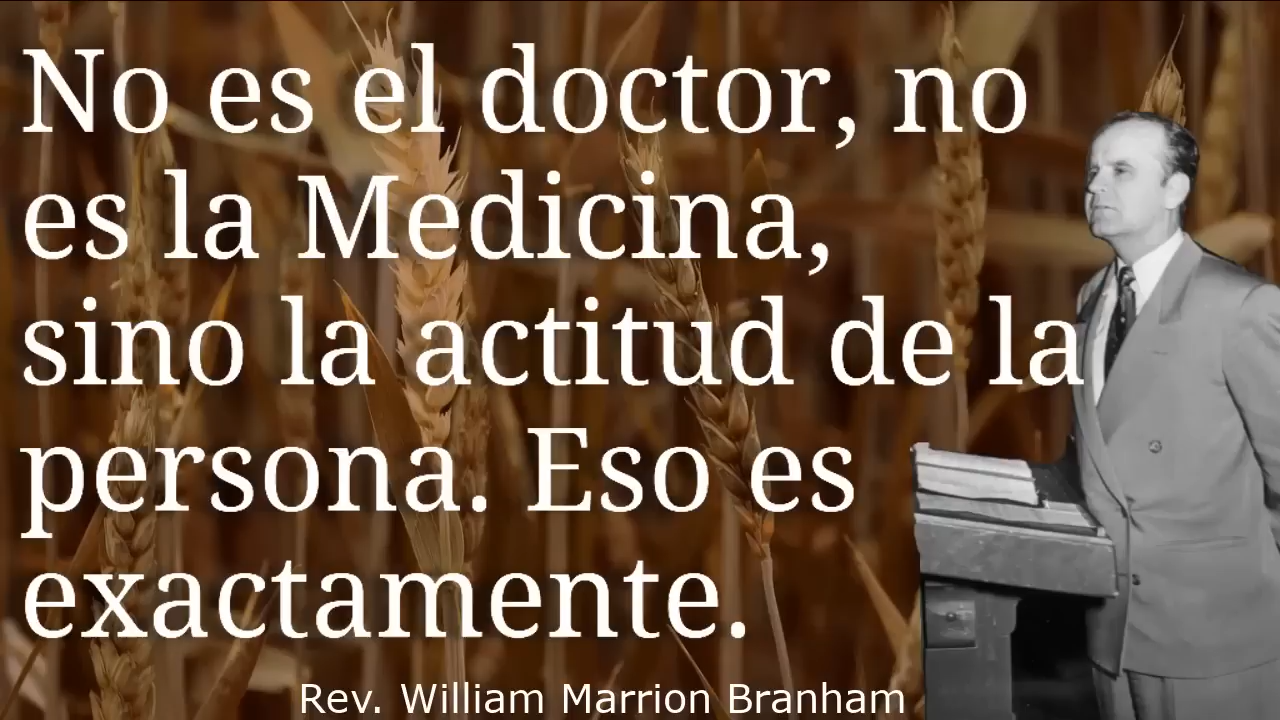 No es el doctor, no
es la Medicina,
sino la actitud de la
persona. Eso es
exactamente.
Rev. William Marrion Branham